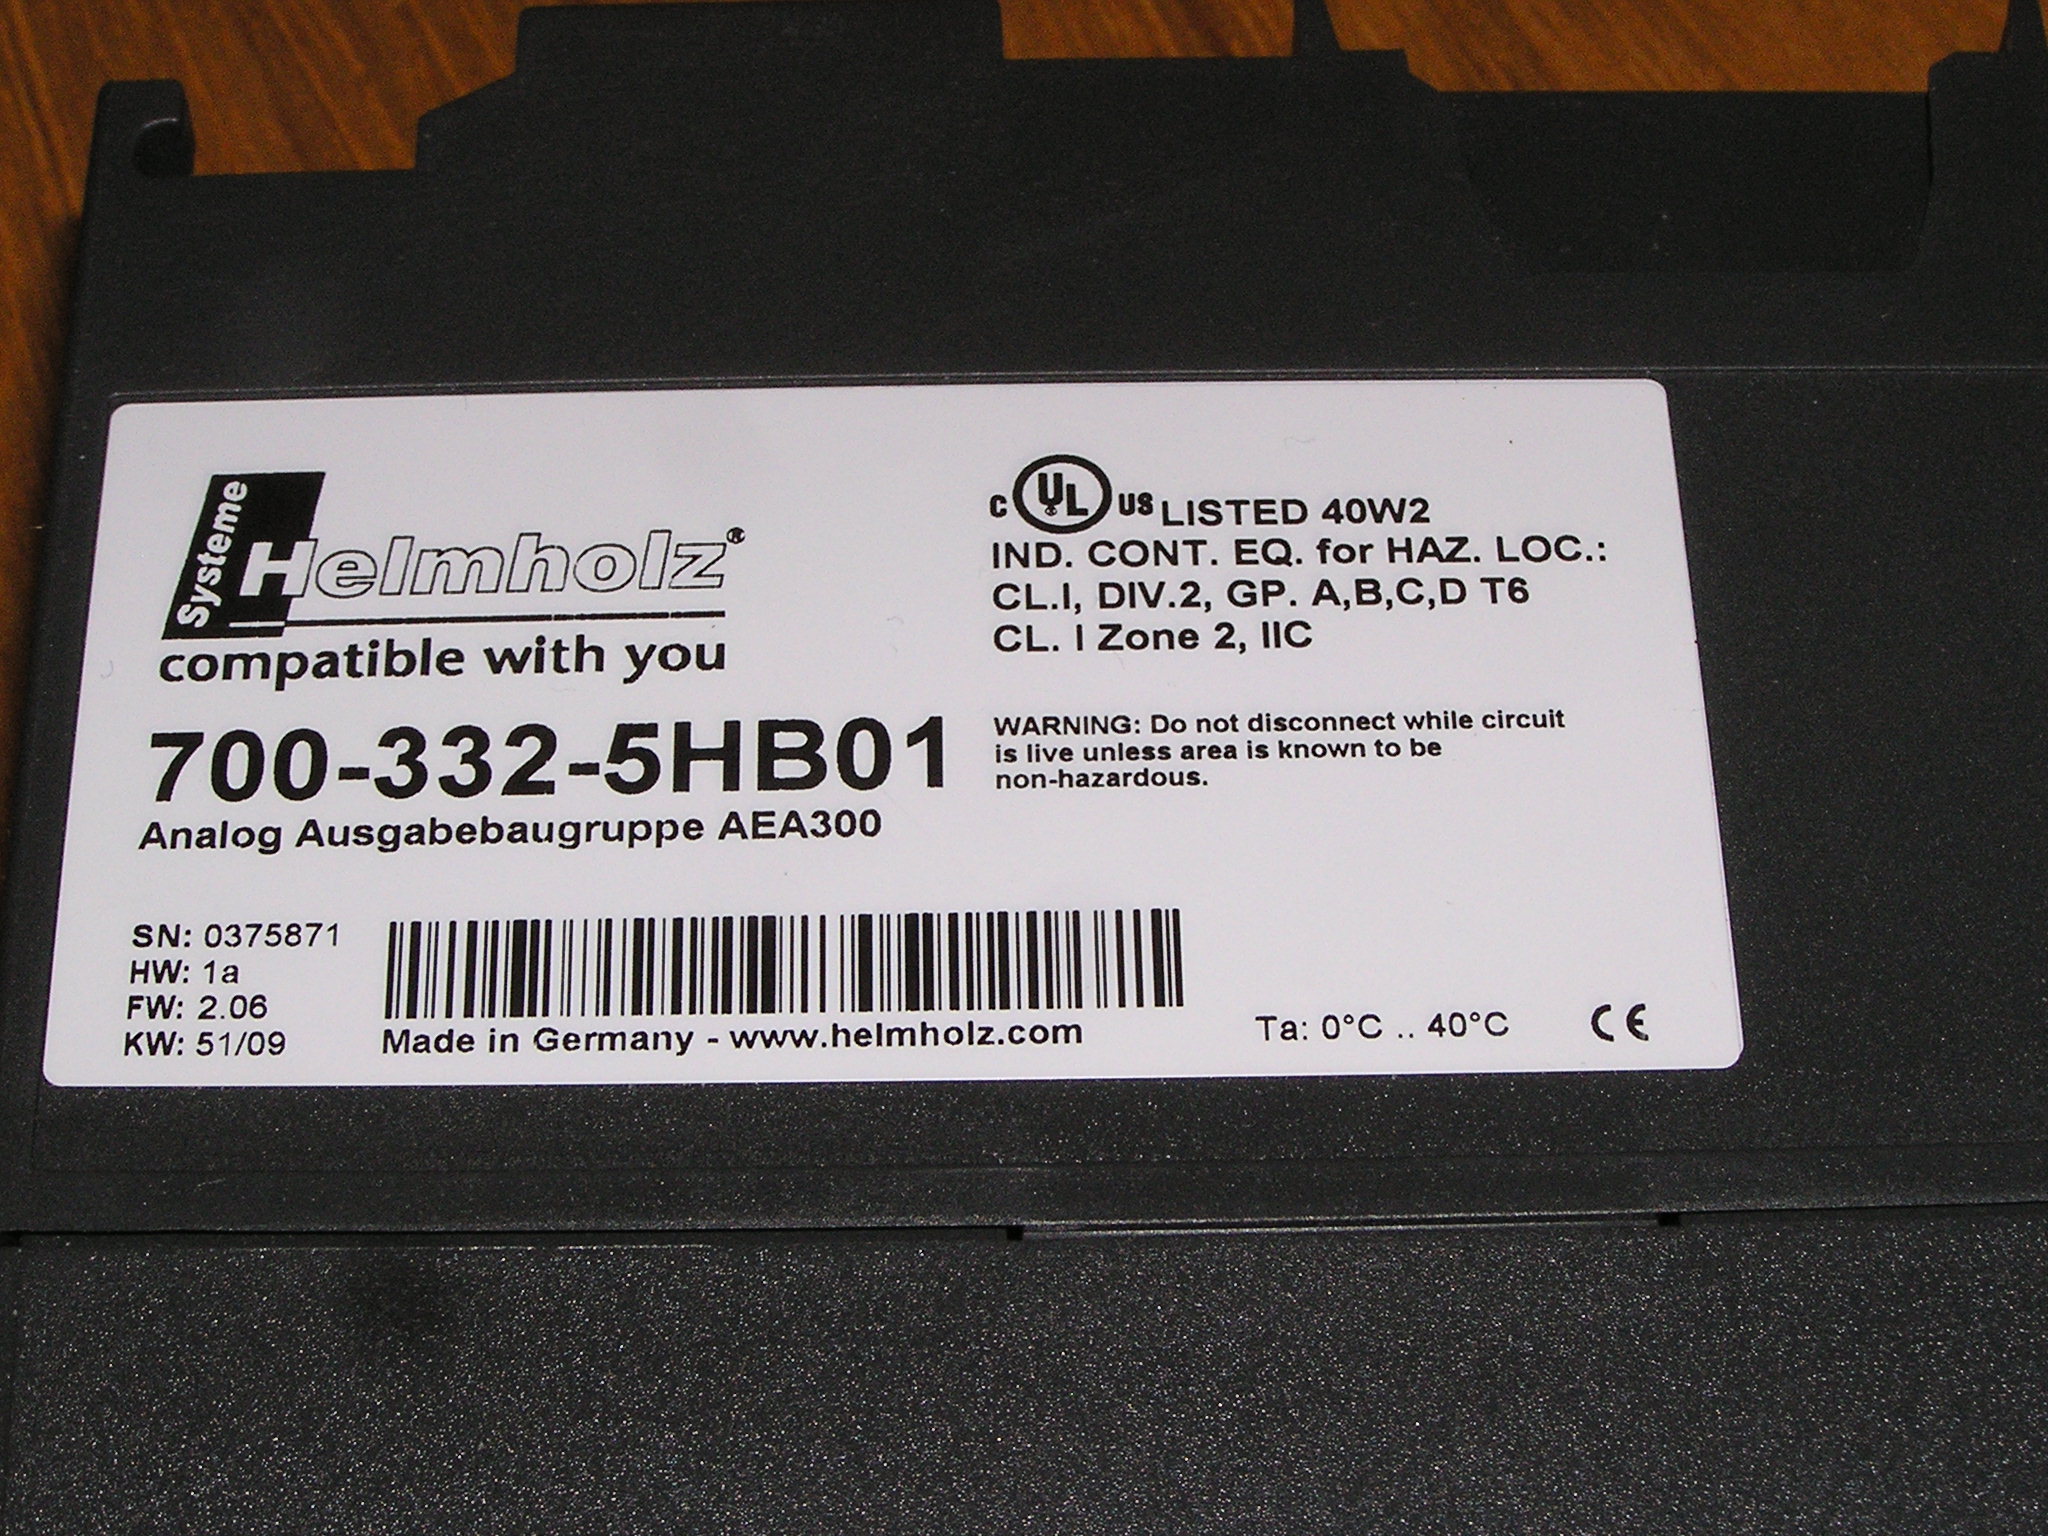 Systeme
Helmholz®
compatible with you
700-332-5HB01
Analog Ausgabebaugruppe AEA300
SN: 0375871
HW: 1a
FW: 2.06
KW: 51/09
Made in Germany - www.helmholz.com
C UL US LISTED 40W2
IND. CONT. EQ. for HAZ. LOC.:
CL.I, DIV.2, GP. A,B,C,D T6
CL. I Zone 2, IIC
WARNING: Do not disconnect while circuit
is live unless area is known to be
non-hazardous.
Ta: 0°C .. 40°C
CE